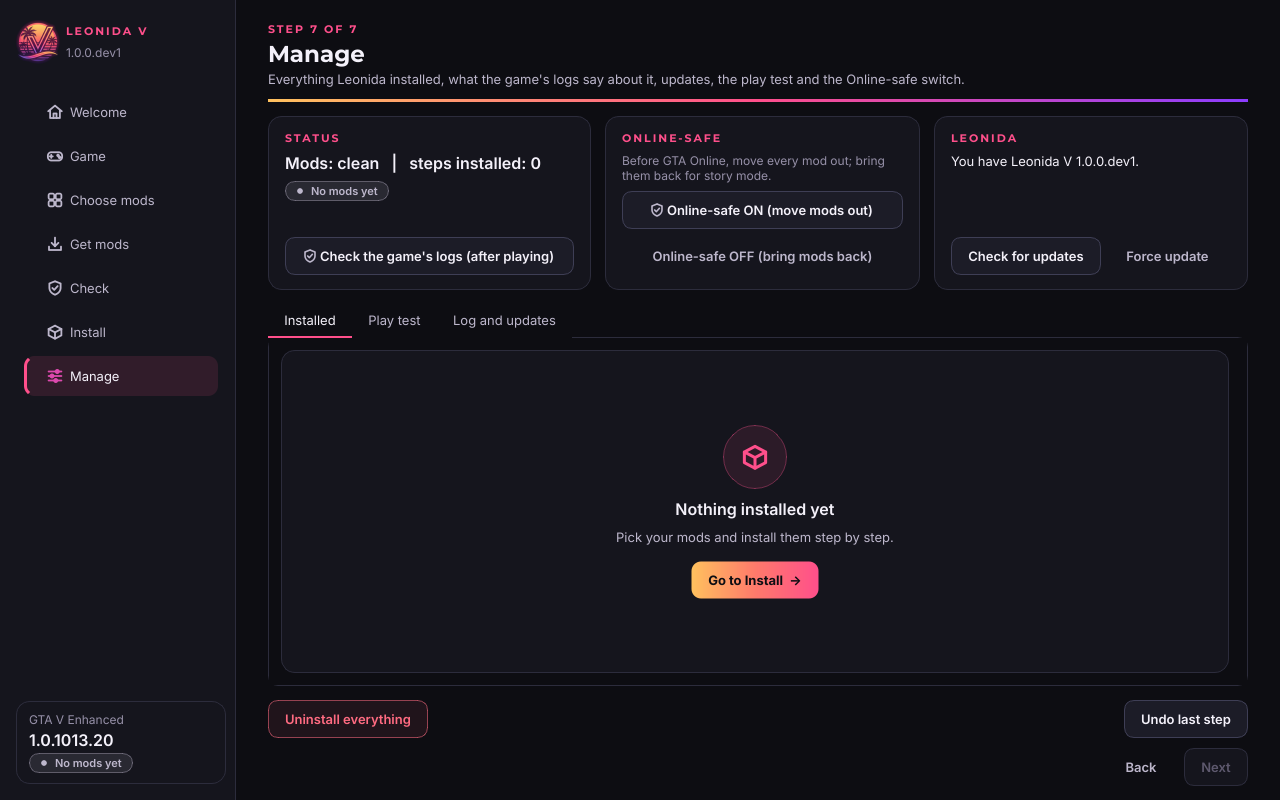 LEONIDA V
1.0.0.dev1
Welcome
Game
Choose mods
Get mods
Check
Install
Manage
GTA V Enhanced
1.0.1013.20
No mods yet
STEP 7 OF 7
Manage
Everything Leonida installed, what the game's logs say about it, updates, the play test and the Online-safe switch.
STATUS
Mods: clean | steps installed: 0
No mods yet
Check the game's logs (after playing)
ONLINE-SAFE
Before GTA Online, move every mod out; bring
them back for story mode.
Online-safe ON (move mods out)
Online-safe OFF (bring mods back)
LEONIDA
You have Leonida V 1.0.0.dev1.
Check for updates
Force update
Installed
Play test
Log and updates
Nothing installed yet
Pick your mods and install them step by step.
Go to Install →
Uninstall everything
Undo last step
Back
Next